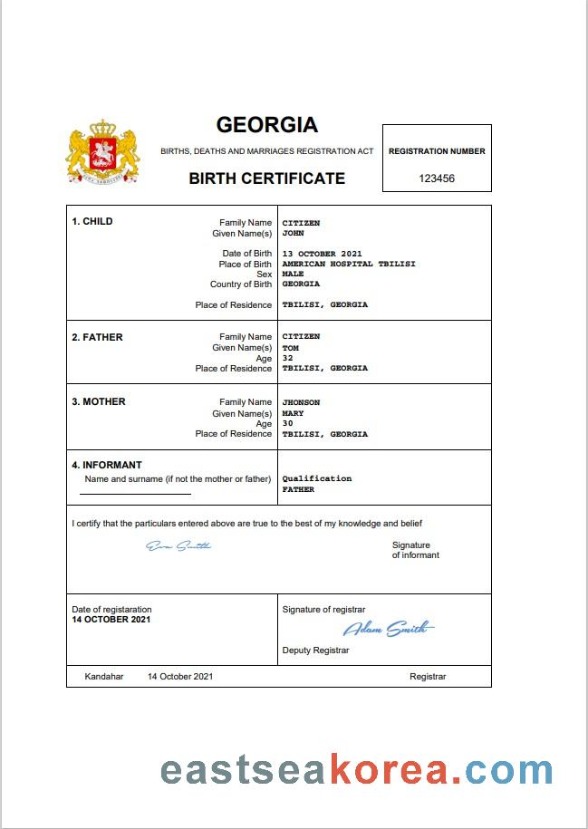 GEORGIA
BIRTHS, DEATHS AND MARRIAGES REGISTRATION ACT
BIRTH CERTIFICATE
REGISTRATION NUMBER
123456
1. CHILD
Family Name CITIZEN
Given Name(s) JOHN
Date of Birth 13 OCTOBER 2021
Place of Birth AMERICAN HOSPITAL TBILISI
Sex MALE
Country of Birth GEORGIA
Place of Residence TBILISI, GEORGIA
2. FATHER
Family Name CITIZEN
Given Name(s) TOM
Age 32
Place of Residence TBILISI, GEORGIA
3. MOTHER
Family Name JHONSON
Given Name(s) MARY
Age 30
Place of Residence TBILISI, GEORGIA
4. INFORMANT
Name and surname (if not the mother or father)
Qualification
FATHER
I certify that the particulars entered above are true to the best of my knowledge and belief
Smith
Signature
of informant
Date of registaration
14 OCTOBER 2021
Signature of registrar
Adam Smith
Deputy Registrar
Kandahar 14 October 2021 Registrar
eastseakorea.com